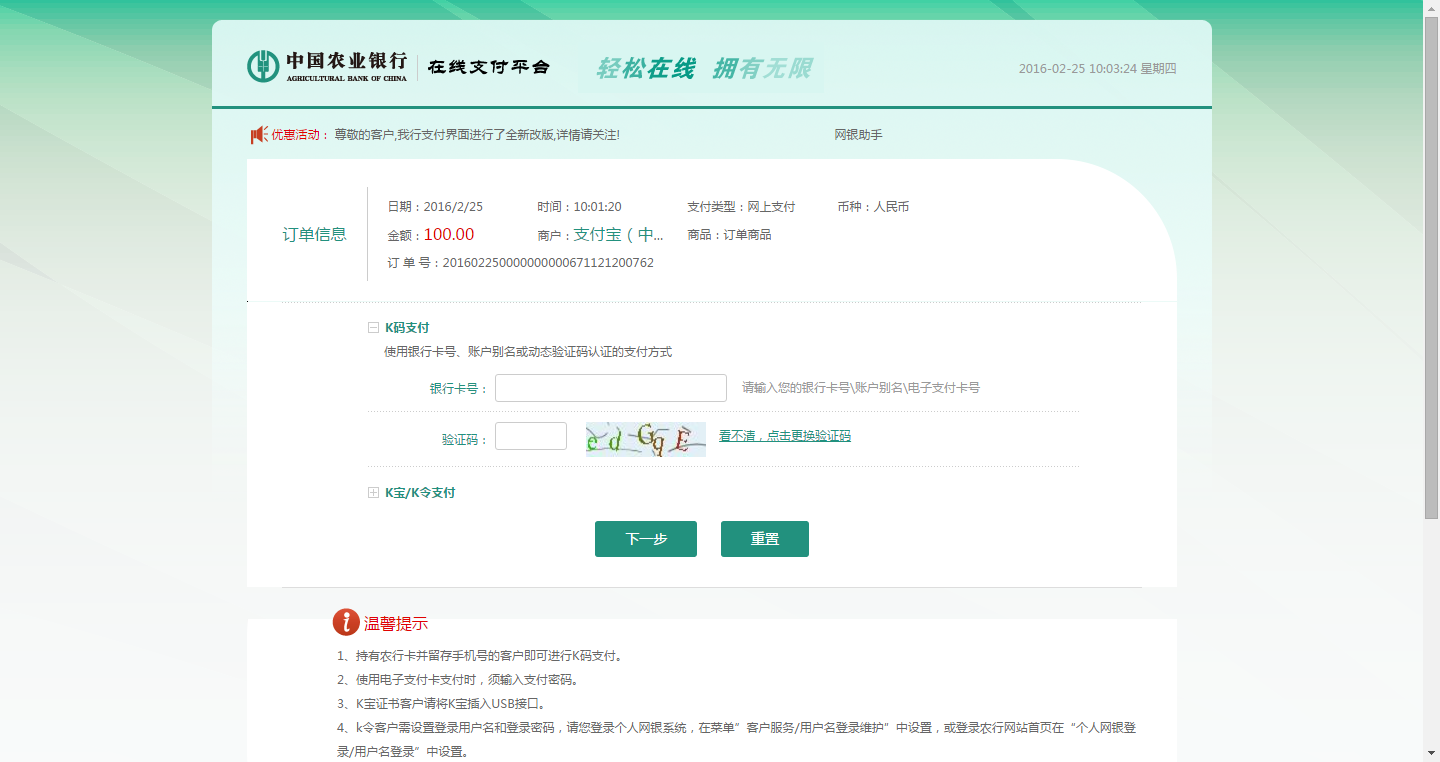 中国农业银行 在线支付平台 轻松在线 拥有无限 2016-02-25 10:03:24 星期四
AGRICULTURAL BANK OF CHINA
优惠活动： 尊敬的客户,我行支付界面进行了全新改版,详情请关注! 网银助手
日期：2016/2/25 时间：10:01:20 支付类型：网上支付 币种：人民币
订单信息 金额：100.00 商户：支付宝（中... 商品：订单商品
订 单 号：20160225000000000671121200762
K码支付
使用银行卡号、账户别名或动态验证码认证的支付方式
银行卡号： 请输入您的银行卡号\账户别名\电子支付卡号
验证码： edGqE 看不清，点击更换验证码
K宝/K令支付
下一步 重置
温馨提示
1、持有农行卡并留存手机号的客户即可进行K码支付。
2、使用电子支付卡支付时，须输入支付密码。
3、K宝证书客户请将K宝插入USB接口。
4、k令客户需设置登录用户名和登录密码，请您登录个人网银系统，在菜单”客户服务/用户名登录维护”中设置，或登录农行网站首页在“个人网银登
录/用户名登录”中设置。